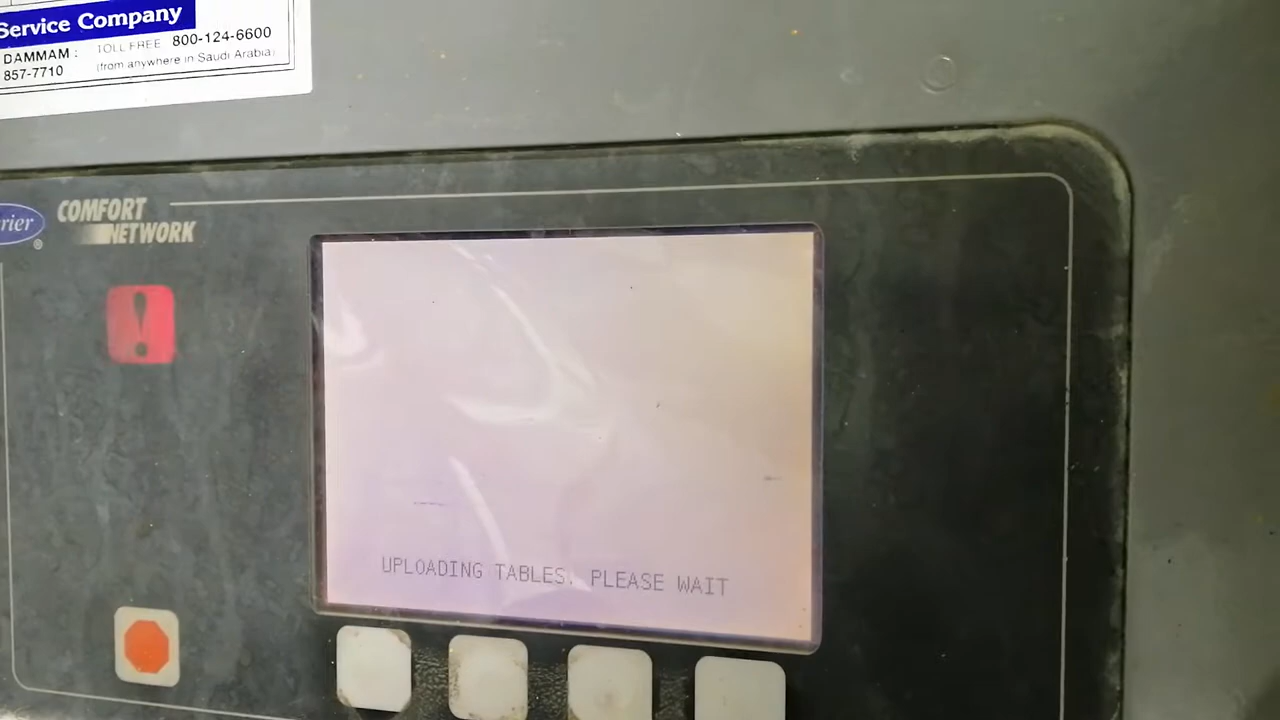 Service Company
DAMMAM : TOLL FREE 800-124-6600
857-7710 (from anywhere in Saudi Arabia)
rrier
COMFORT
NETWORK
!
UPLOADING TABLES. PLEASE WAIT